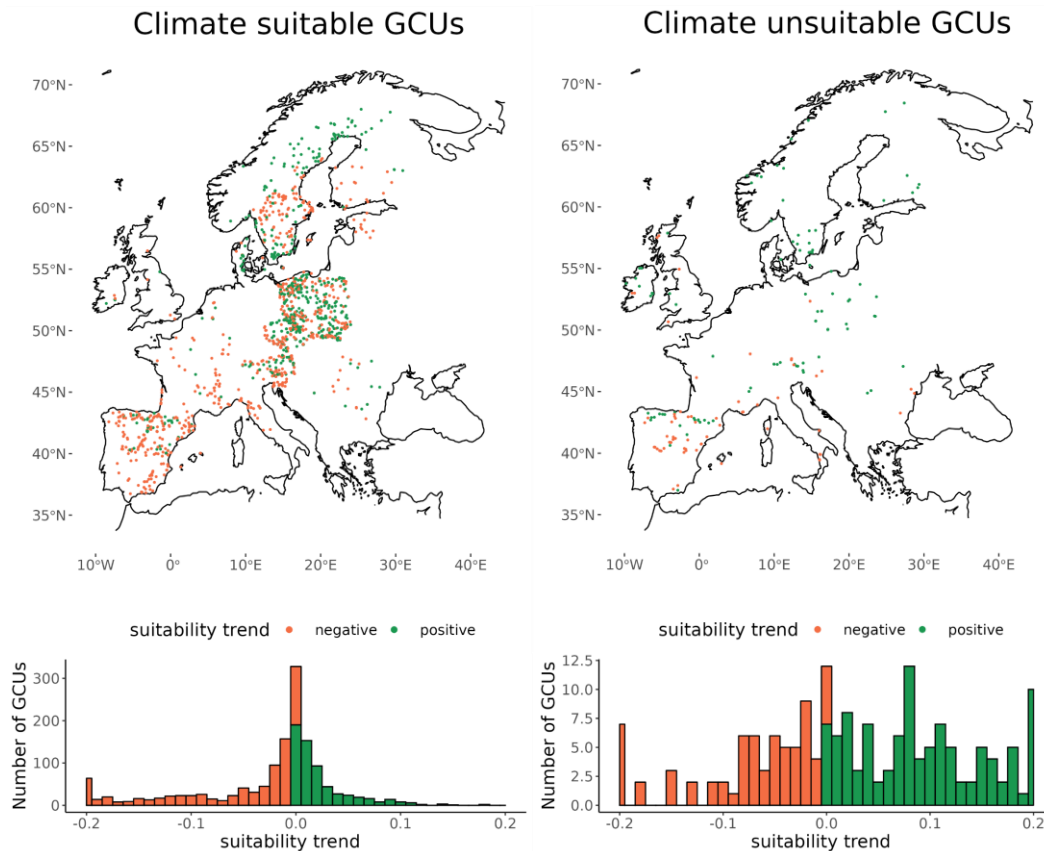 Climate suitable GCUs
Climate unsuitable GCUs
70°N
65°N
60°N
55°N
50°N
45°N
40°N
35°N
10°W 0° 10°E 20°E 30°E 40°E
70°N
65°N
60°N
55°N
50°N
45°N
40°N
35°N
10°W 0° 10°E 20°E 30°E 40°E
suitability trend negative positive
suitability trend negative positive
Number of GCUs
300
200
100
0
-0.2 -0.1 0.0 0.1 0.2
suitability trend
Number of GCUs
12.5
10.0
7.5
5.0
2.5
0.0
-0.2 -0.1 0.0 0.1 0.2
suitability trend